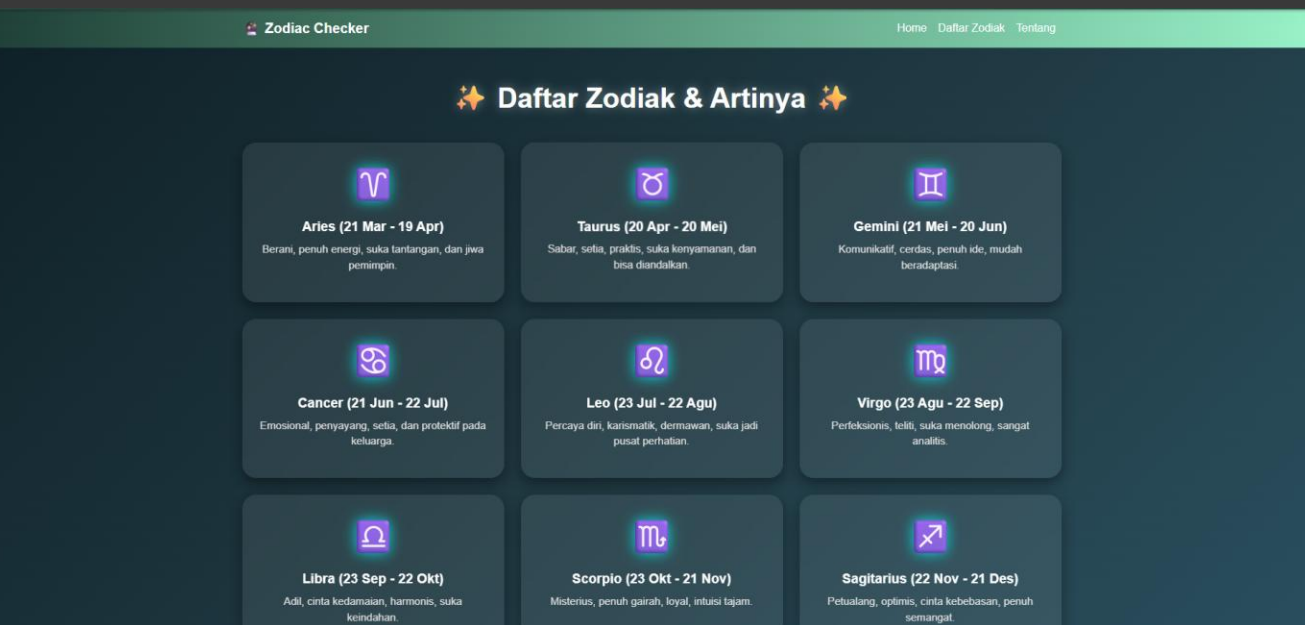 Zodiac Checker
Home Daftar Zodiak Tentang
✨ Daftar Zodiak & Artinya ✨
Aries (21 Mar - 19 Apr)
Berani, penuh energi, suka tantangan, dan jiwa
pemimpin.
Taurus (20 Apr - 20 Mei)
Sabar, setia, praktis, suka kenyamanan, dan
bisa diandalkan.
Gemini (21 Mei - 20 Jun)
Komunikatif, cerdas, penuh ide, mudah
beradaptasi.
Cancer (21 Jun - 22 Jul)
Emosional, penyayang, setia, dan protektif pada
keluarga.
Leo (23 Jul - 22 Agu)
Percaya diri, karismatik, dermawan, suka jadi
pusat perhatian.
Virgo (23 Agu - 22 Sep)
Perfeksionis, teliti, suka menolong, sangat
analitis.
Libra (23 Sep - 22 Okt)
Adil, cinta kedamaian, harmonis, suka
keindahan.
Scorpio (23 Okt - 21 Nov)
Misterius, penuh gairah, loyal, intuisi tajam.
Sagitarius (22 Nov - 21 Des)
Petualang, optimis, cinta kebebasan, penuh
semangat.